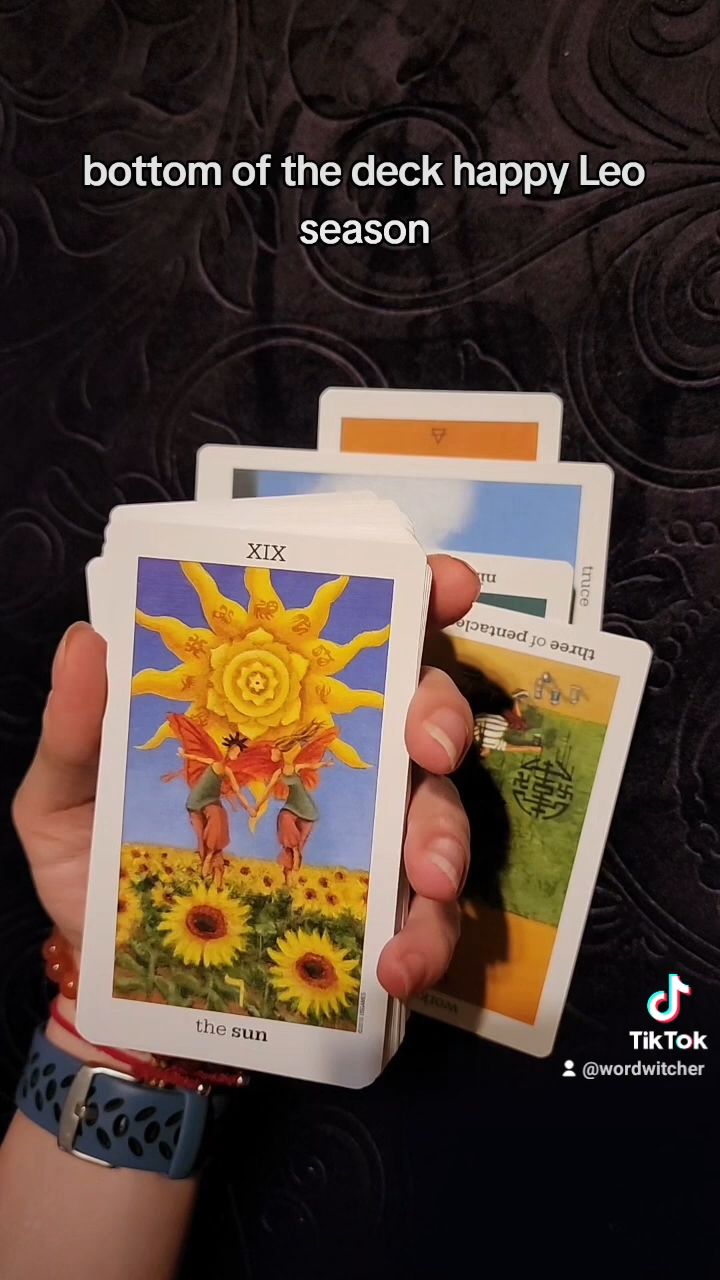 bottom of the deck happy Leo
season
truce
three of pentacles
XIX
the sun
TikTok
@wordwitcher